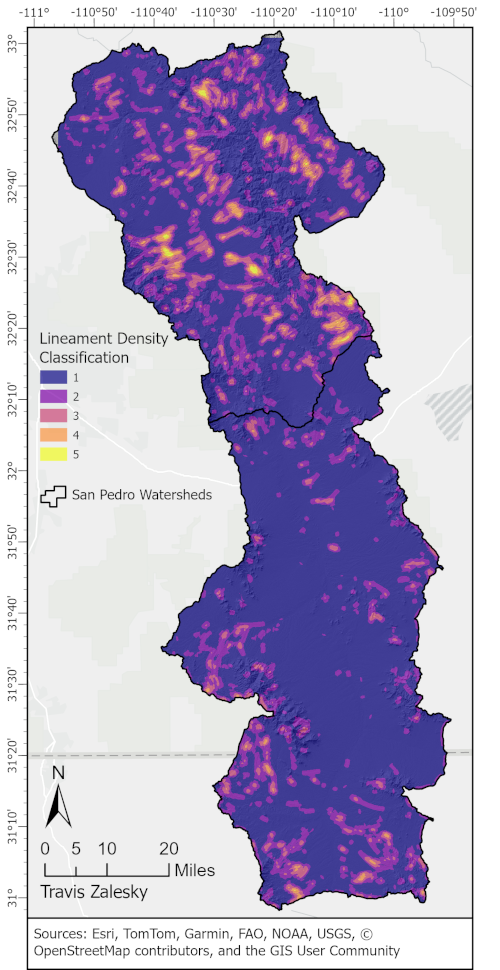 -111° -110°50' -110°40' -110°30' -110°20' -110°10' -110° -109°50'
33°
32°50'
32°40'
32°30'
32°20'
Lineament Density
Classification
1
2
3
4
5
32°10'
32°
San Pedro Watersheds
31°50'
31°40'
31°30'
31°20'
N
31°10'
0 5 10 20
Miles
Travis Zalesky
31°
Sources: Esri, TomTom, Garmin, FAO, NOAA, USGS, ©
OpenStreetMap contributors, and the GIS User Community